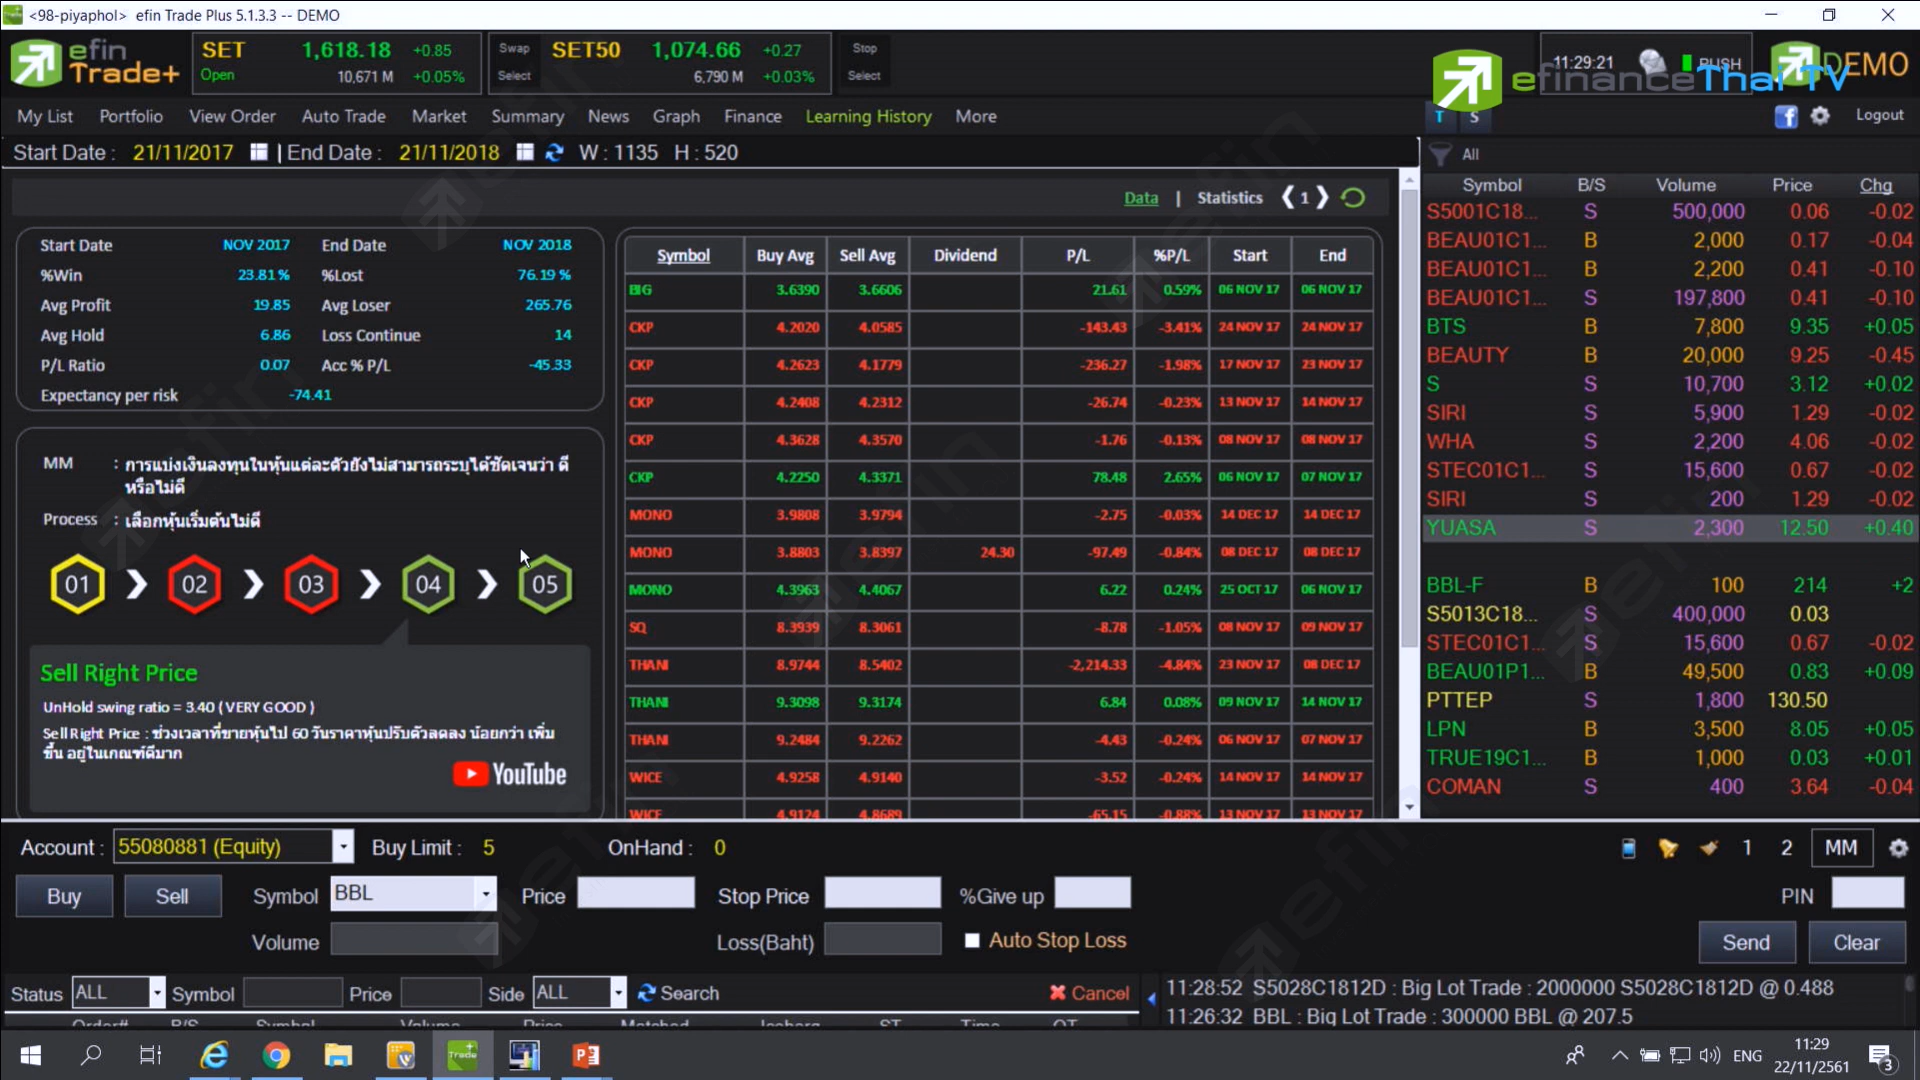 <98-piyaphol> efin Trade Plus 5.1.3.3 -- DEMO
efin Trade+
SET 1,618.18 +0.85
Open 10,671 M +0.05%
Swap Select
SET50 1,074.66 +0.27
6,790 M +0.03%
Stop Select
11:29:21 PUSH
DEMO
efinanceThai TV
My List Portfolio View Order Auto Trade Market Summary News Graph Finance Learning History More
T S
Logout
Start Date : 21/11/2017 | End Date : 21/11/2018 W : 1135 H : 520
Data | Statistics 1
Start Date NOV 2017 End Date NOV 2018
%Win 23.81 % %Lost 76.19 %
Avg Profit 19.85 Avg Loser 265.76
Avg Hold 6.86 Loss Continue 14
P/L Ratio 0.07 Acc % P/L -45.33
Expectancy per risk -74.41
MM : การแบ่งเงินลงทุนในหุ้นแต่ละตัวยังไม่สามารถระบุได้ชัดเจนว่า ดี
หรือไม่ดี
Process : เลือกหุ้นเริ่มต้นไม่ดี
01 02 03 04 05
Sell Right Price
UnHold swing ratio = 3.40 ( VERY GOOD )
Sell Right Price : ช่วงเวลาที่ขายหุ้นไป 60 วันราคาหุ้นปรับตัวลดลง น้อยกว่า เพิ่ม
ขึ้น อยู่ในเกณฑ์ดีมาก
YouTube
Symbol Buy Avg Sell Avg Dividend P/L %P/L Start End
BIG 3.6390 3.6606 21.61 0.59% 06 NOV 17 06 NOV 17
CKP 4.2020 4.0585 -143.43 -3.41% 24 NOV 17 24 NOV 17
CKP 4.2623 4.1779 -236.27 -1.98% 17 NOV 17 23 NOV 17
CKP 4.2408 4.2312 -26.74 -0.23% 13 NOV 17 14 NOV 17
CKP 4.3628 4.3570 -1.76 -0.13% 08 NOV 17 08 NOV 17
CKP 4.2250 4.3371 78.48 2.65% 06 NOV 17 07 NOV 17
MONO 3.9808 3.9794 -2.75 -0.03% 14 DEC 17 14 DEC 17
MONO 3.8803 3.8397 24.30 -97.49 -0.84% 08 DEC 17 08 DEC 17
MONO 4.3963 4.4067 6.22 0.24% 25 OCT 17 06 NOV 17
SQ 8.3939 8.3061 -8.78 -1.05% 08 NOV 17 09 NOV 17
THANI 8.9744 8.5402 -2,214.33 -4.84% 23 NOV 17 08 DEC 17
THANI 9.3098 9.3174 6.84 0.08% 09 NOV 17 14 NOV 17
THANI 9.2484 9.2262 -4.43 -0.24% 06 NOV 17 07 NOV 17
WICE 4.9258 4.9140 -3.52 -0.24% 14 NOV 17 14 NOV 17
WICE 4.9124 4.8689 -65.15 -0.88% 13 NOV 17 13 NOV 17
All
Symbol B/S Volume Price Chg
S5001C18... S 500,000 0.06 -0.02
BEAU01C1... B 2,000 0.17 -0.04
BEAU01C1... B 2,200 0.41 -0.10
BEAU01C1... S 197,800 0.41 -0.10
BTS B 7,800 9.35 +0.05
BEAUTY B 20,000 9.25 -0.45
S S 10,700 3.12 +0.02
SIRI S 5,900 1.29 -0.02
WHA S 2,200 4.06 -0.02
STEC01C1... S 15,600 0.67 -0.02
SIRI S 200 1.29 -0.02
YUASA S 2,300 12.50 +0.40
BBL-F B 100 214 +2
S5013C18... S 400,000 0.03
STEC01C1... S 15,600 0.67 -0.02
BEAU01P1... B 49,500 0.83 +0.09
PTTEP S 1,800 130.50
LPN B 3,500 8.05 +0.05
TRUE19C1... B 1,000 0.03 +0.01
COMAN S 400 3.64 -0.04
Account : 55080881 (Equity) Buy Limit : 5 OnHand : 0
1 2 MM
Buy Sell Symbol BBL Price Stop Price %Give up PIN
Volume Loss(Baht) Auto Stop Loss Send Clear
Status ALL Symbol Price Side ALL Search Cancel
Order# B/S Symbol Volume Price Matched Iceberg ST Time QT
11:28:52 S5028C1812D : Big Lot Trade : 2000000 S5028C1812D @ 0.488
11:26:32 BBL : Big Lot Trade : 300000 BBL @ 207.5
Trade
ENG
11:29
22/11/2561
3